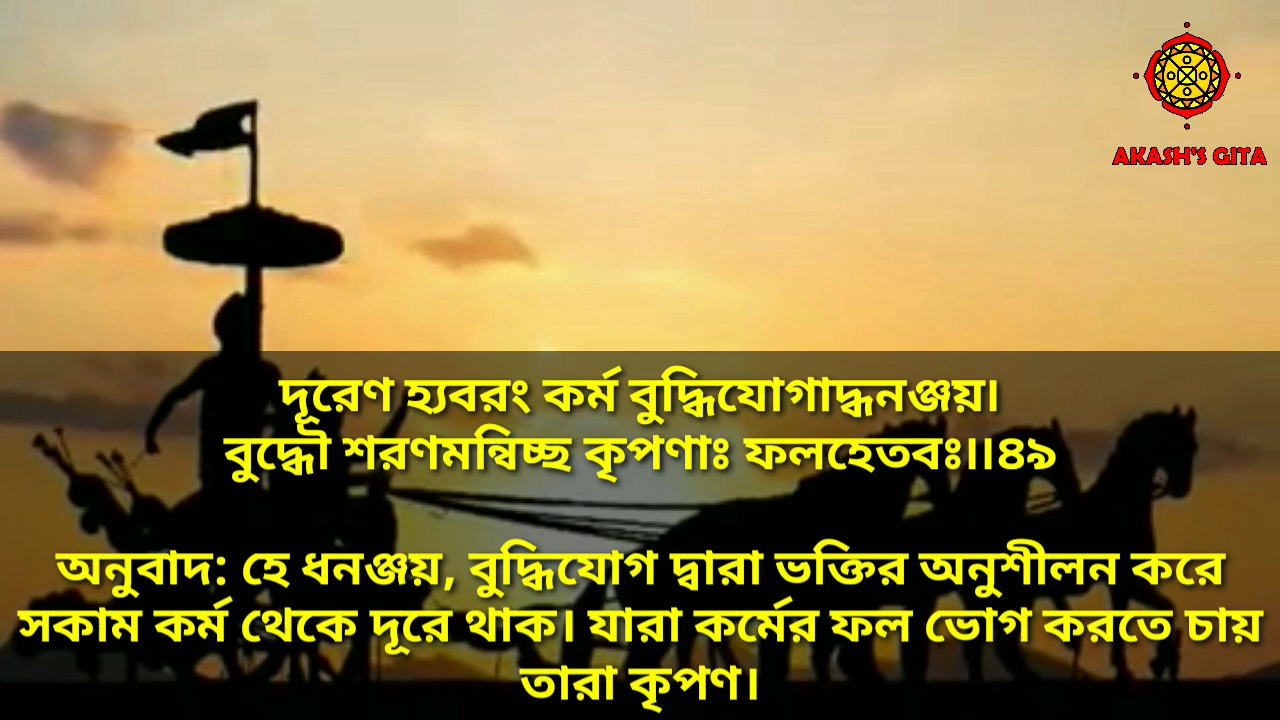 AKASH'S GITA
দূরেণ হ্যবরং কর্ম বুদ্ধিযোগাদ্ধনঞ্জয়।
বুদ্ধৌ শরণমন্বিচ্ছ কৃপণাঃ ফলহেতবঃ।।৪৯
অনুবাদ: হে ধনঞ্জয়, বুদ্ধিযোগ দ্বারা ভক্তির অনুশীলন করে
সকাম কর্ম থেকে দূরে থাক। যারা কর্মের ফল ভোগ করতে চায়
তারা কৃপণ।